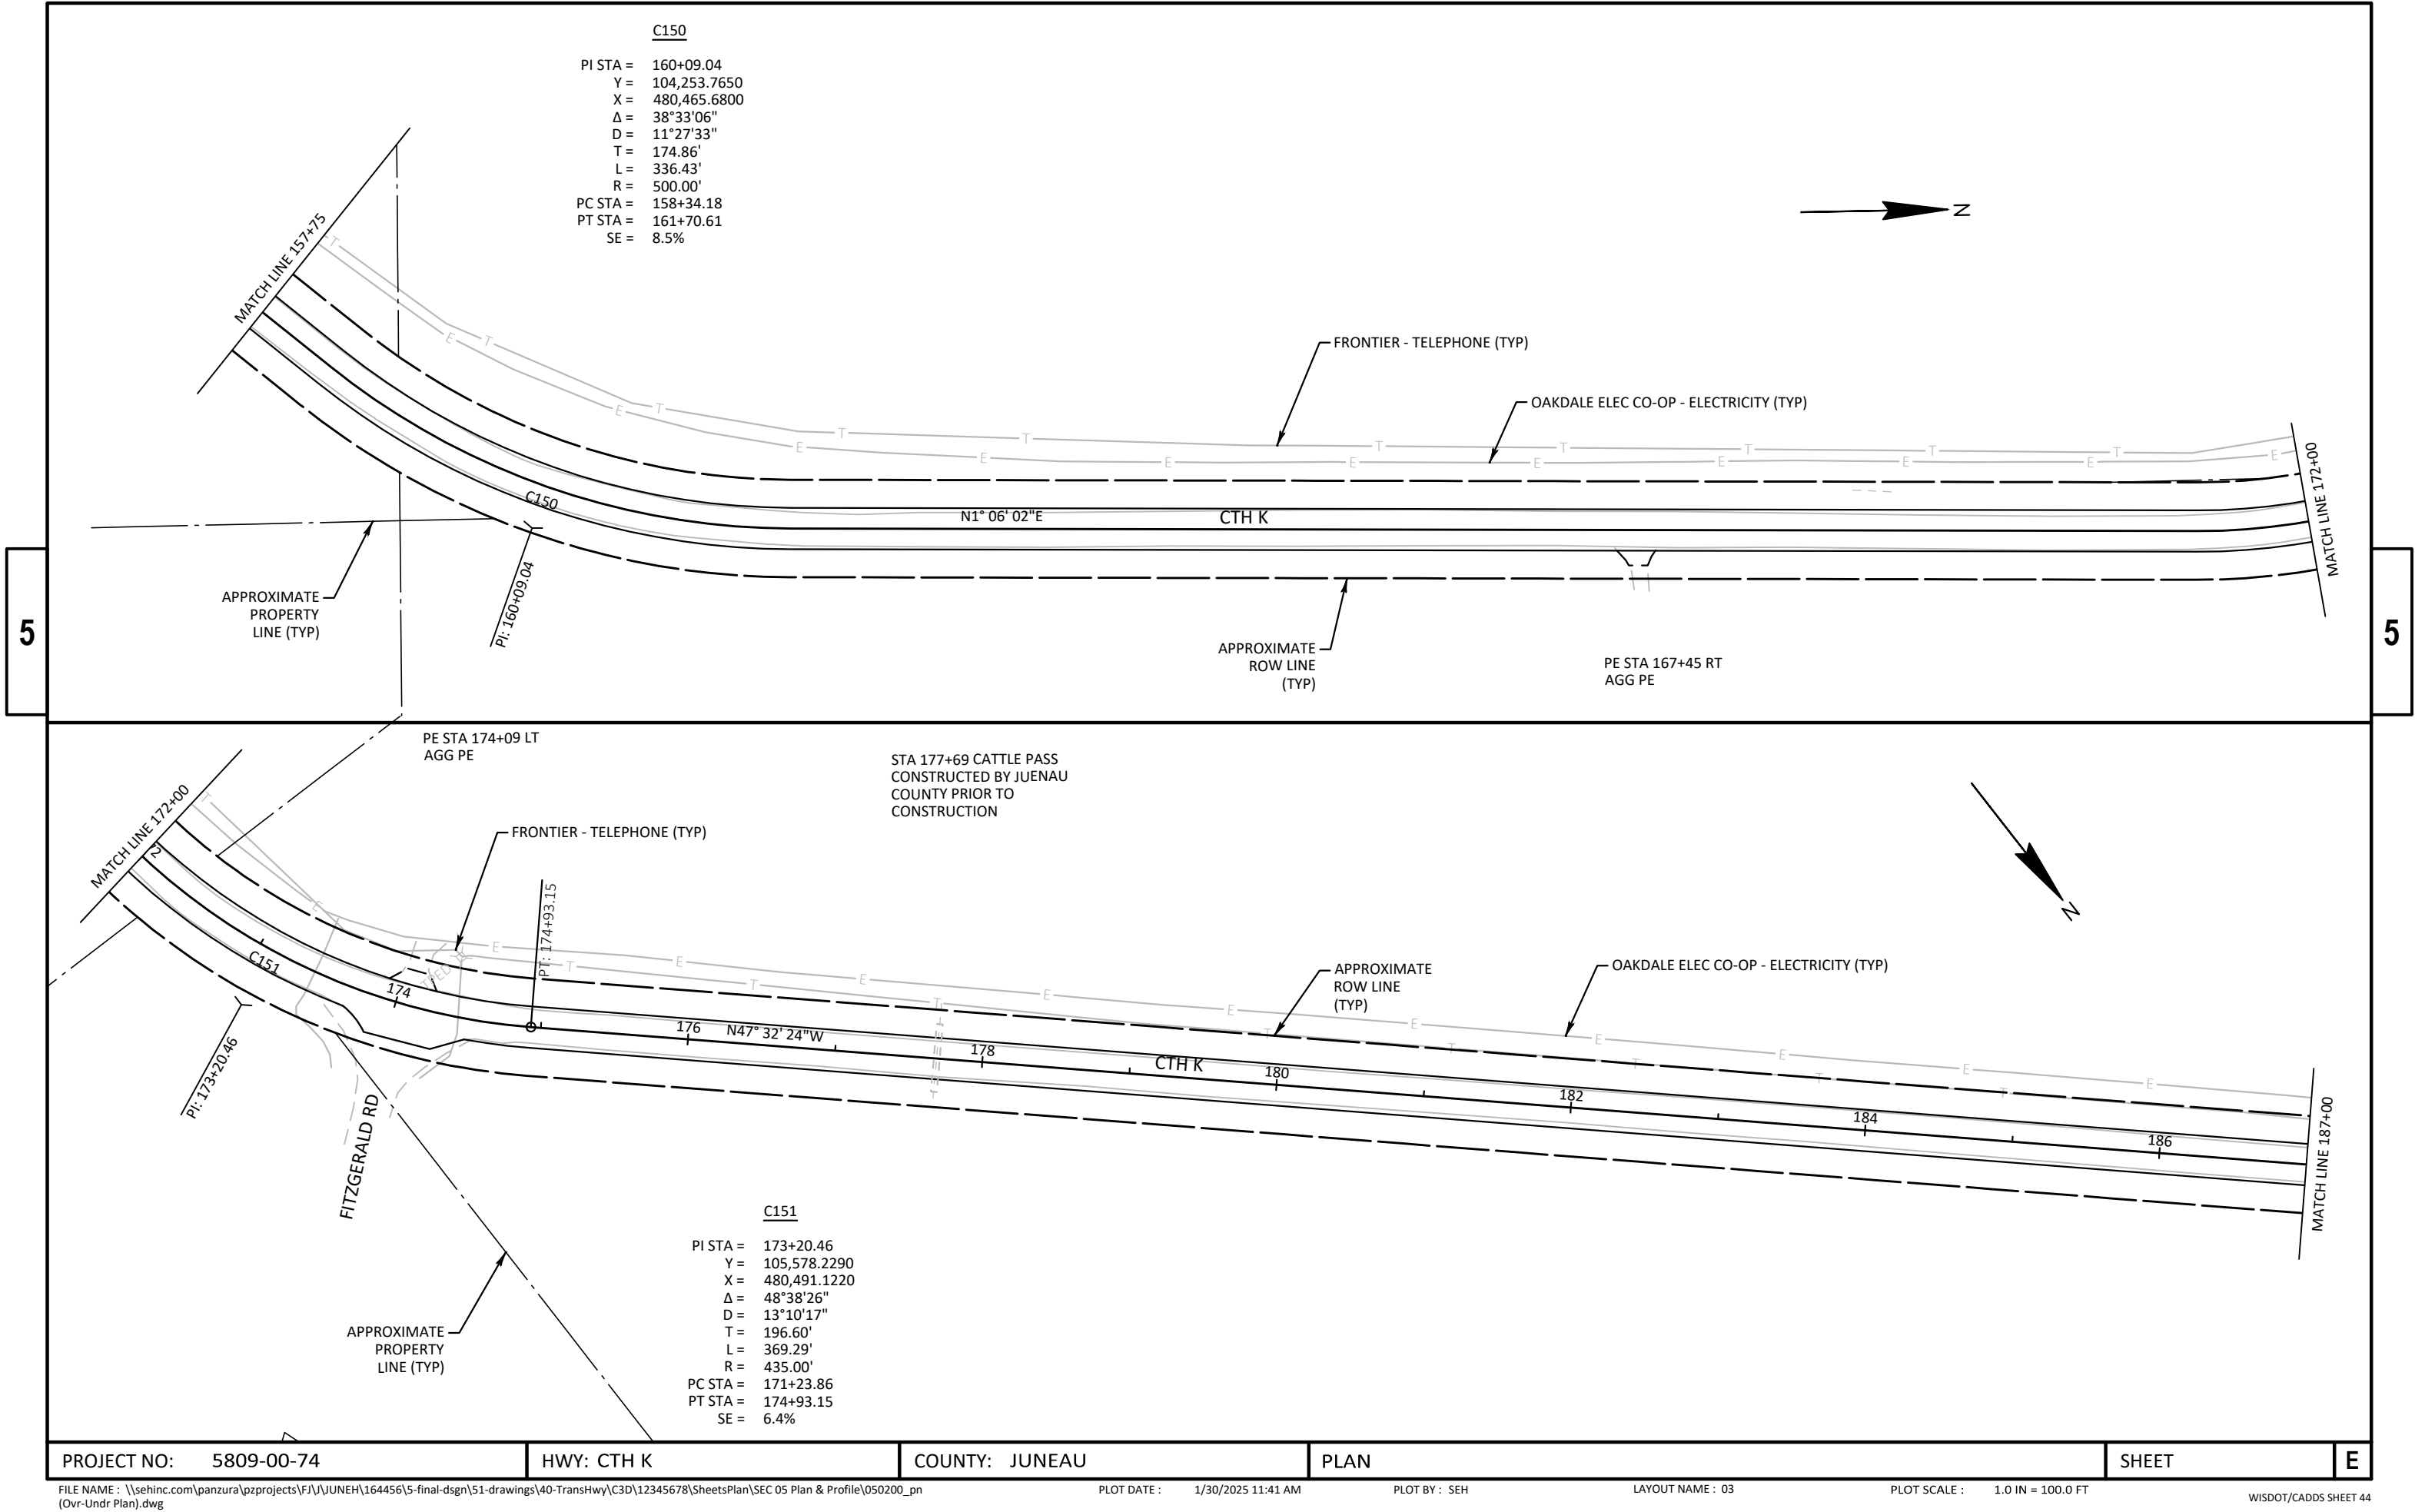 C150
PI STA = 160+09.04
Y = 104,253.7650
X = 480,465.6800
Δ = 38°33'06"
D = 11°27'33"
T = 174.86'
L = 336.43'
R = 500.00'
PC STA = 158+34.18
PT STA = 161+70.61
SE = 8.5%
N
MATCH LINE 157+75
T
T
E
FRONTIER - TELEPHONE (TYP)
OAKDALE ELEC CO-OP - ELECTRICITY (TYP)
E T
T T T T T T T T
E E E E E E E E E
MATCH LINE 172+00
C150
N1° 06' 02"E
CTH K
PI: 160+09.04
APPROXIMATE
PROPERTY
LINE (TYP)
APPROXIMATE
ROW LINE
(TYP)
PE STA 167+45 RT
AGG PE
5
5
PE STA 174+09 LT
AGG PE
STA 177+69 CATTLE PASS
CONSTRUCTED BY JUENAU
COUNTY PRIOR TO
CONSTRUCTION
MATCH LINE 172+00
T
2
FRONTIER - TELEPHONE (TYP)
N
E
PT: 174+93.15
C151
174
PED
E E E E E E E E E E
T T T T T T T T T
T
T
APPROXIMATE
ROW LINE
(TYP)
OAKDALE ELEC CO-OP - ELECTRICITY (TYP)
PI: 173+20.46
176
N47° 32' 24"W
178
CTH K
180
182
184
186
MATCH LINE 187+00
FITZGERALD RD
C151
PI STA = 173+20.46
Y = 105,578.2290
X = 480,491.1220
Δ = 48°38'26"
D = 13°10'17"
T = 196.60'
L = 369.29'
R = 435.00'
PC STA = 171+23.86
PT STA = 174+93.15
SE = 6.4%
APPROXIMATE
PROPERTY
LINE (TYP)
PROJECT NO: 5809-00-74
HWY: CTH K
COUNTY: JUNEAU
PLAN
SHEET
E
FILE NAME : \\sehinc.com\panzura\pzprojects\FJ\J\JUNEH\164456\5-final-dsgn\51-drawings\40-TransHwy\C3D\12345678\SheetsPlan\SEC 05 Plan & Profile\050200_pn
(Ovr-Undr Plan).dwg
PLOT DATE : 1/30/2025 11:41 AM
PLOT BY : SEH
LAYOUT NAME : 03
PLOT SCALE : 1.0 IN = 100.0 FT
WISDOT/CADDS SHEET 44